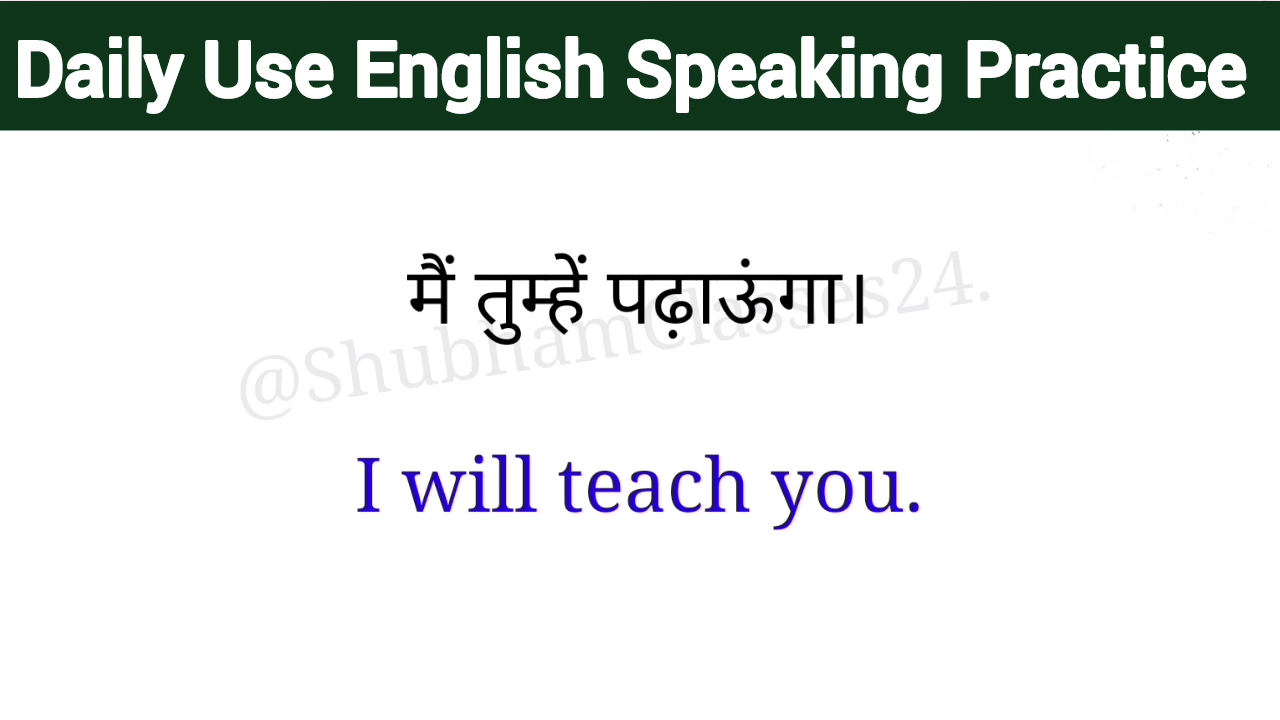 Daily Use English Speaking Practice
मैं तुम्हें पढ़ाऊंगा।
@ShubhamClasses24.
I will teach you.